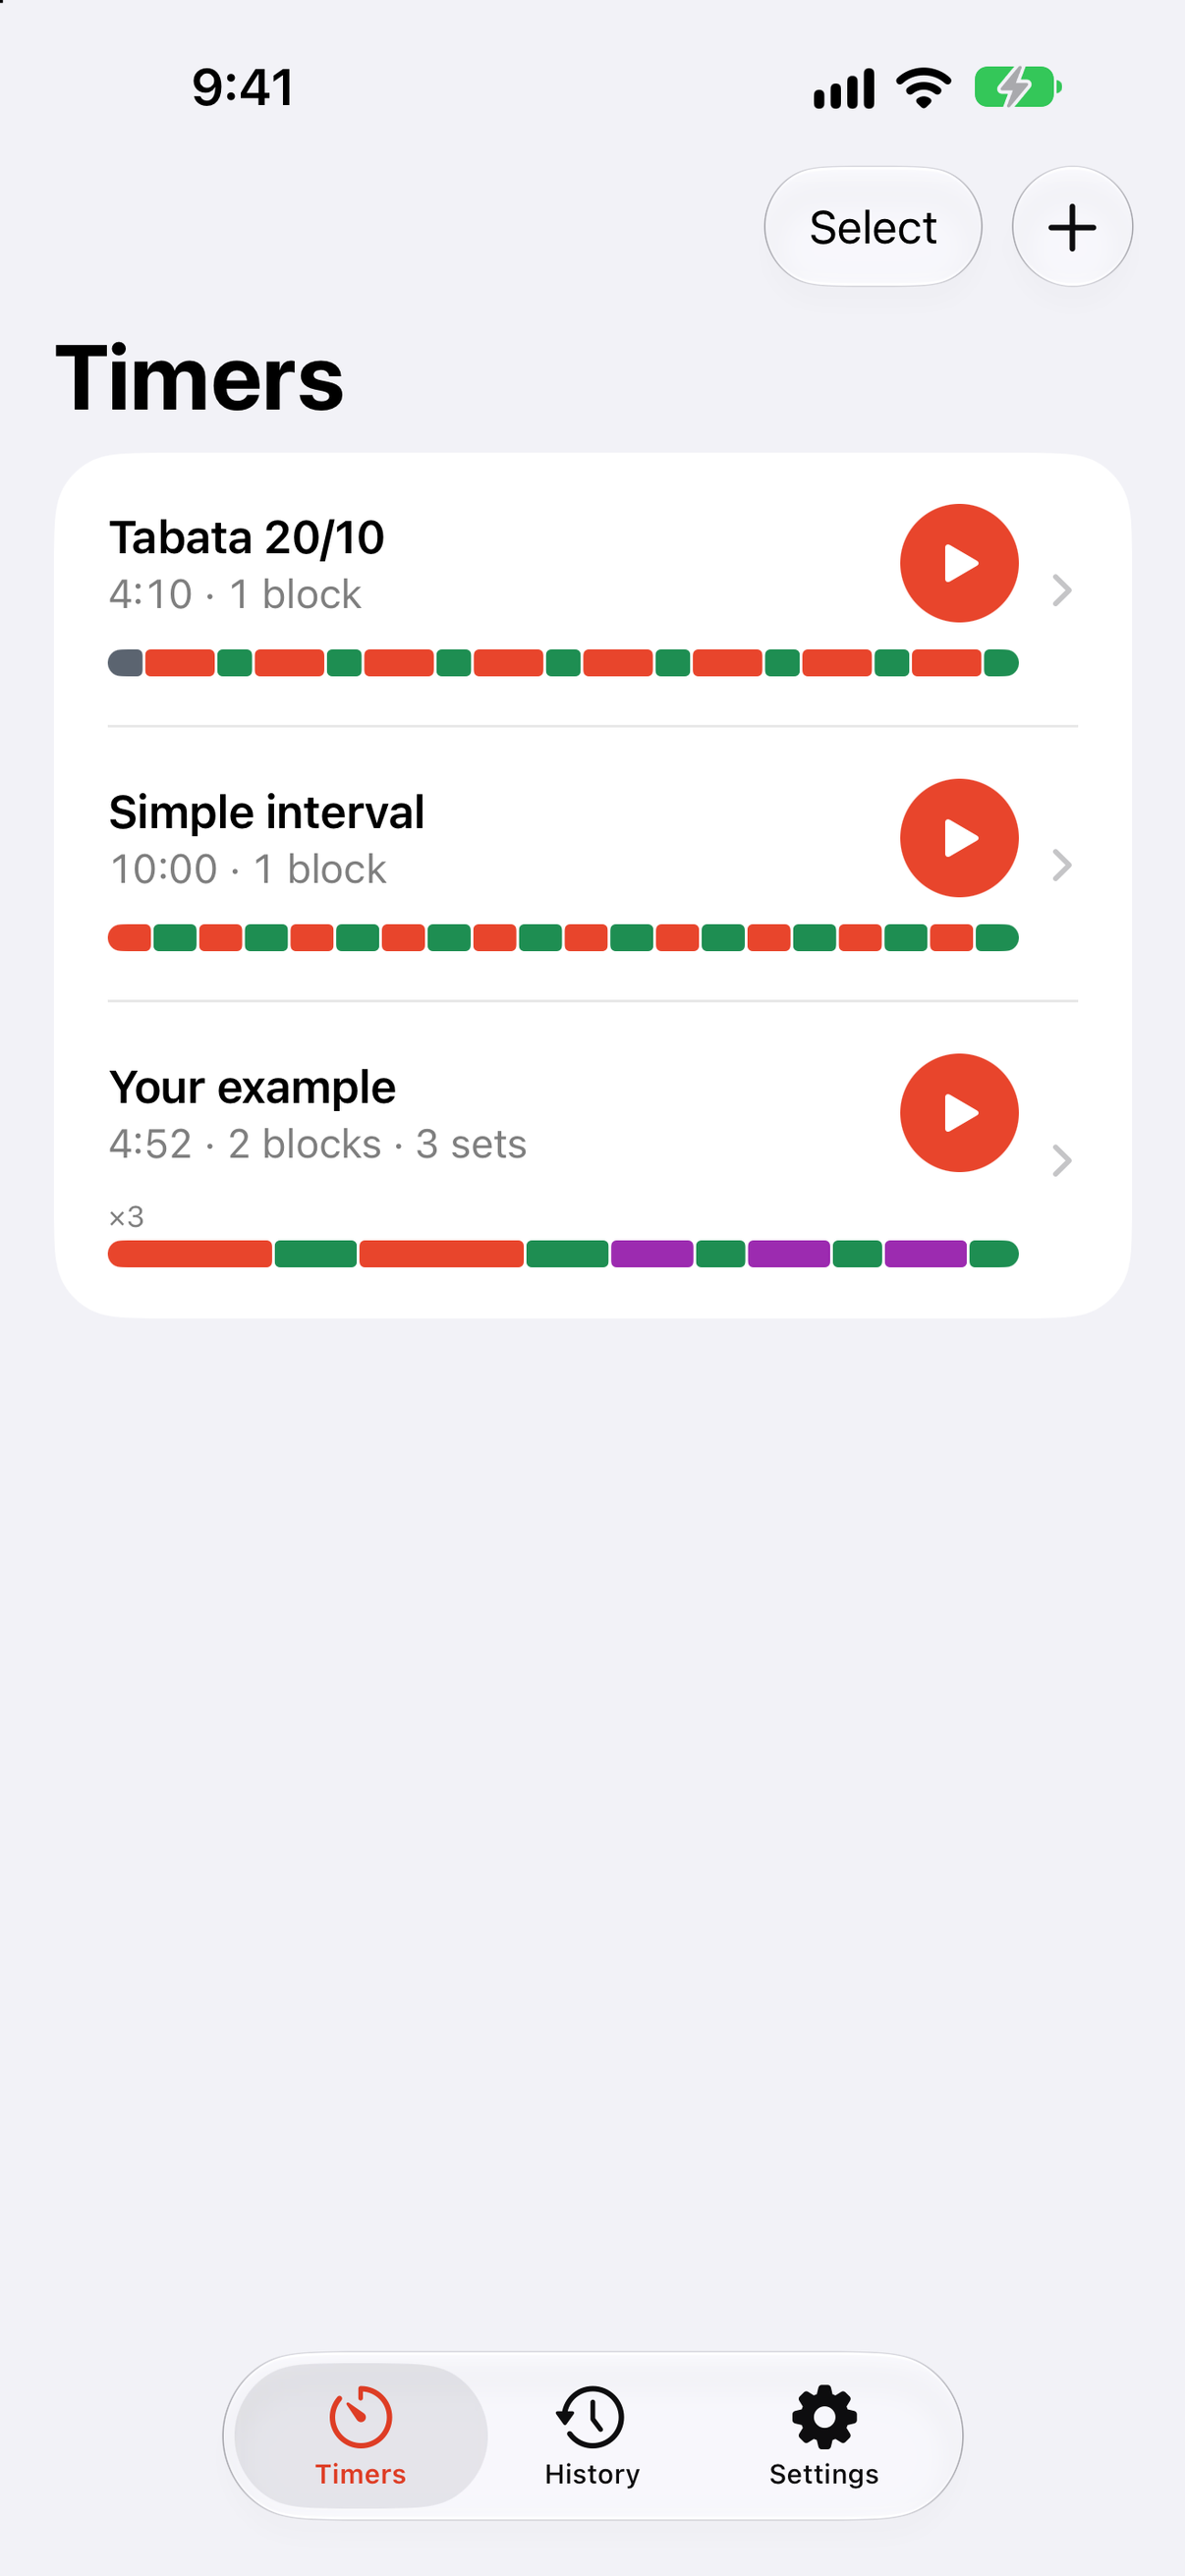 9:41
Select
Timers
Tabata 20/10
4:10 · 1 block
Simple interval
10:00 · 1 block
Your example
4:52 · 2 blocks · 3 sets
×3
Timers
History
Settings